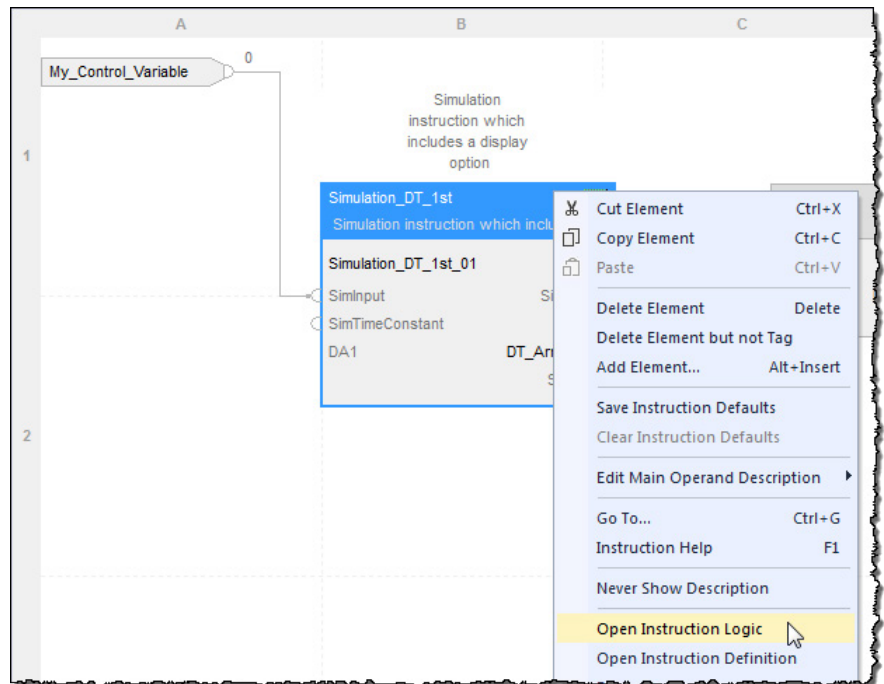 A B C
My_Control_Variable 0
Simulation
instruction which
includes a display
option
1
Simulation_DT_1st
Simulation instruction which
Simulation_DT_1st_01
SimInput
SimTimeConstant
DA1
2
Cut Element Ctrl+X
Copy Element Ctrl+C
Paste Ctrl+V
Delete Element Delete
Delete Element but not Tag
Add Element... Alt+Insert
Save Instruction Defaults
Clear Instruction Defaults
Edit Main Operand Description
Go To... Ctrl+G
Instruction Help F1
Never Show Description
Open Instruction Logic
Open Instruction Definition